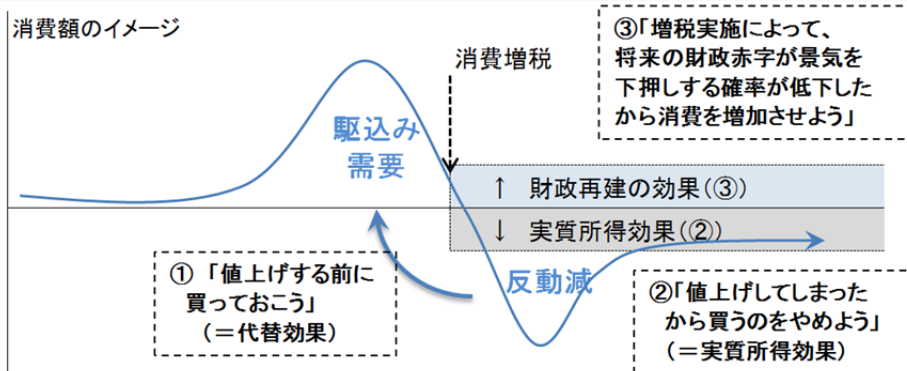 消費額のイメージ
消費増税
③「増税実施によって、
将来の財政赤字が景気を
下押しする確率が低下した
から消費を増加させよう」
駆込み
需要
↑ 財政再建の効果(③)
↓ 実質所得効果(②)
反動減
①「値上げする前に
買っておこう」
(=代替効果)
②「値上げしてしまった
から買うのをやめよう」
(=実質所得効果)